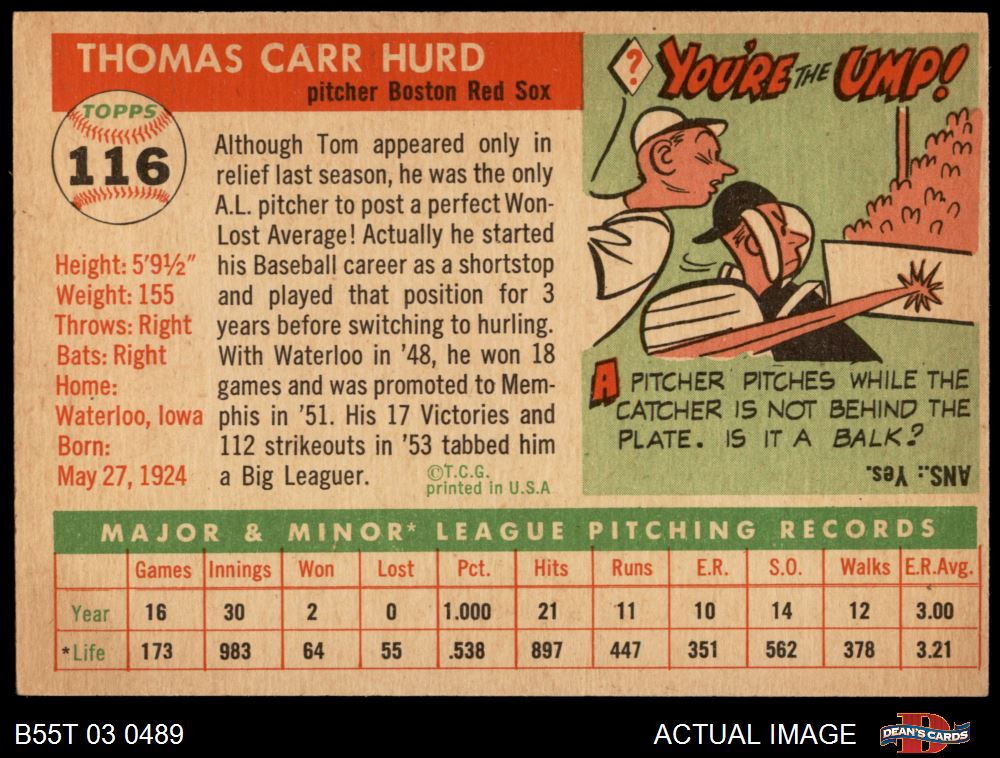 THOMAS CARR HURD
pitcher Boston Red Sox
TOPPS
116
Height: 5'9½"
Weight: 155
Throws: Right
Bats: Right
Home:
Waterloo, Iowa
Born:
May 27, 1924
Although Tom appeared only in
relief last season, he was the only
A.L. pitcher to post a perfect Won-
Lost Average! Actually he started
his Baseball career as a shortstop
and played that position for 3
years before switching to hurling.
With Waterloo in '48, he won 18
games and was promoted to Mem-
phis in '51. His 17 Victories and
112 strikeouts in '53 tabbed him
a Big Leaguer.
©T.C.G.
printed in U.S.A
? YOU'RE THE UMP!
A PITCHER PITCHES WHILE THE
CATCHER IS NOT BEHIND THE
PLATE. IS IT A BALK?
ANS.: Yes.
MAJOR & MINOR* LEAGUE PITCHING RECORDS
Games Innings Won Lost Pct. Hits Runs E.R. S.O. Walks E.R.Avg.
Year 16 30 2 0 1.000 21 11 10 14 12 3.00
*Life 173 983 64 55 .538 897 447 351 562 378 3.21
B55T 03 0489
ACTUAL IMAGE
DEAN'S CARDS